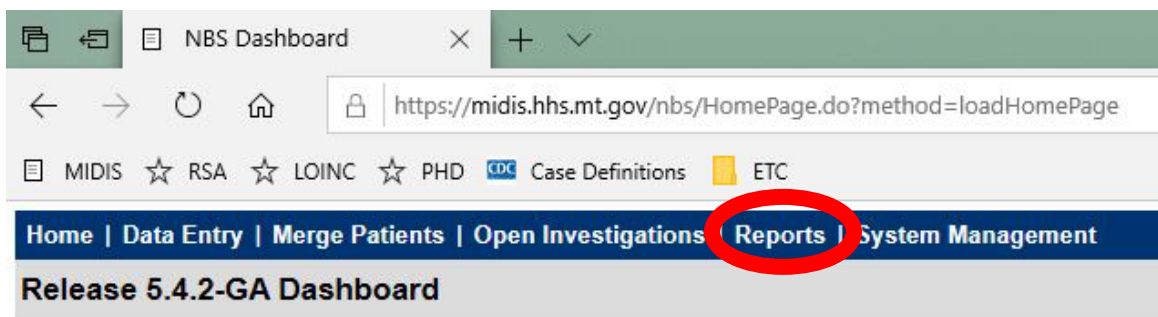 NBS Dashboard
https://midis.hhs.mt.gov/nbs/HomePage.do?method=loadHomePage
MIDIS RSA LOINC PHD CDC Case Definitions ETC
Home | Data Entry | Merge Patients | Open Investigations | Reports | System Management
Release 5.4.2-GA Dashboard